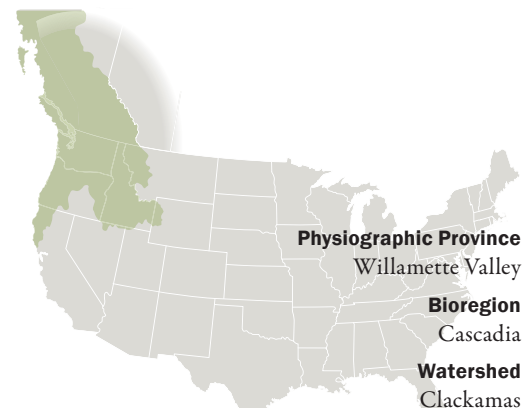 Physiographic Province
Willamette Valley
Bioregion
Cascadia
Watershed
Clackamas